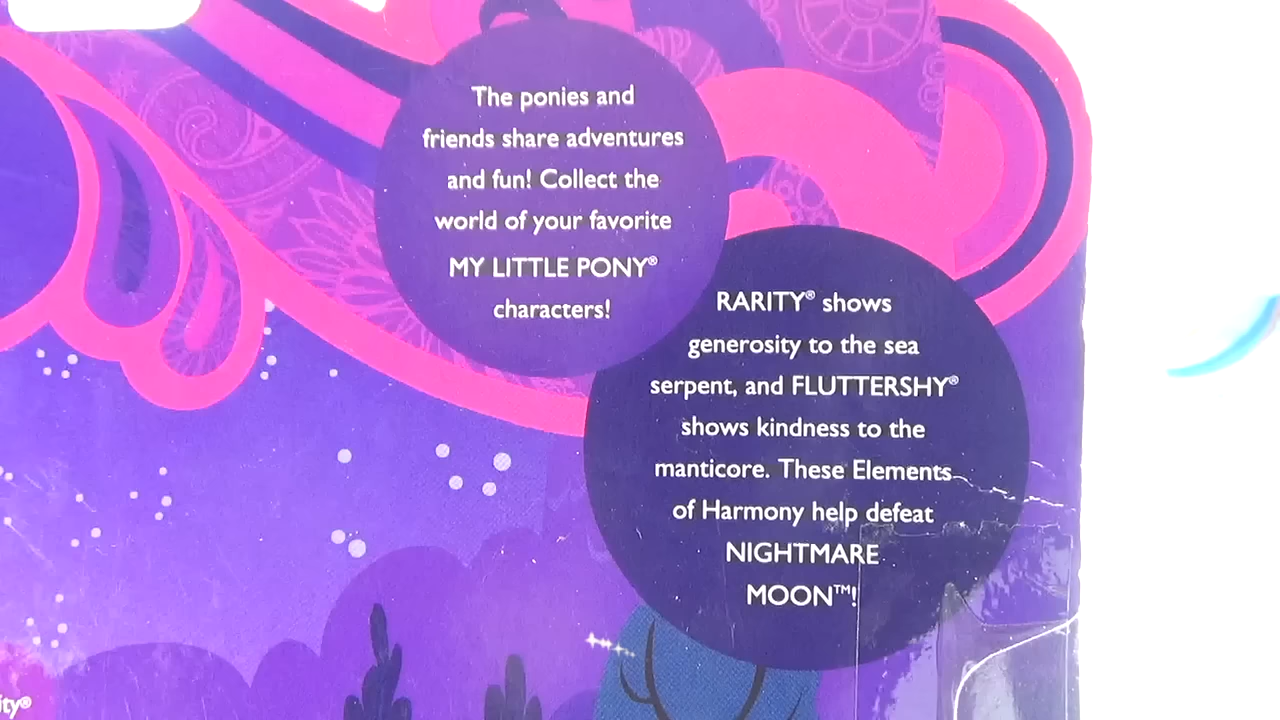 The ponies and
friends share adventures
and fun! Collect the
world of your favorite
MY LITTLE PONY®
characters!
RARITY® shows
generosity to the sea
serpent, and FLUTTERSHY®
shows kindness to the
manticore. These Elements
of Harmony help defeat
NIGHTMARE
MOON™!